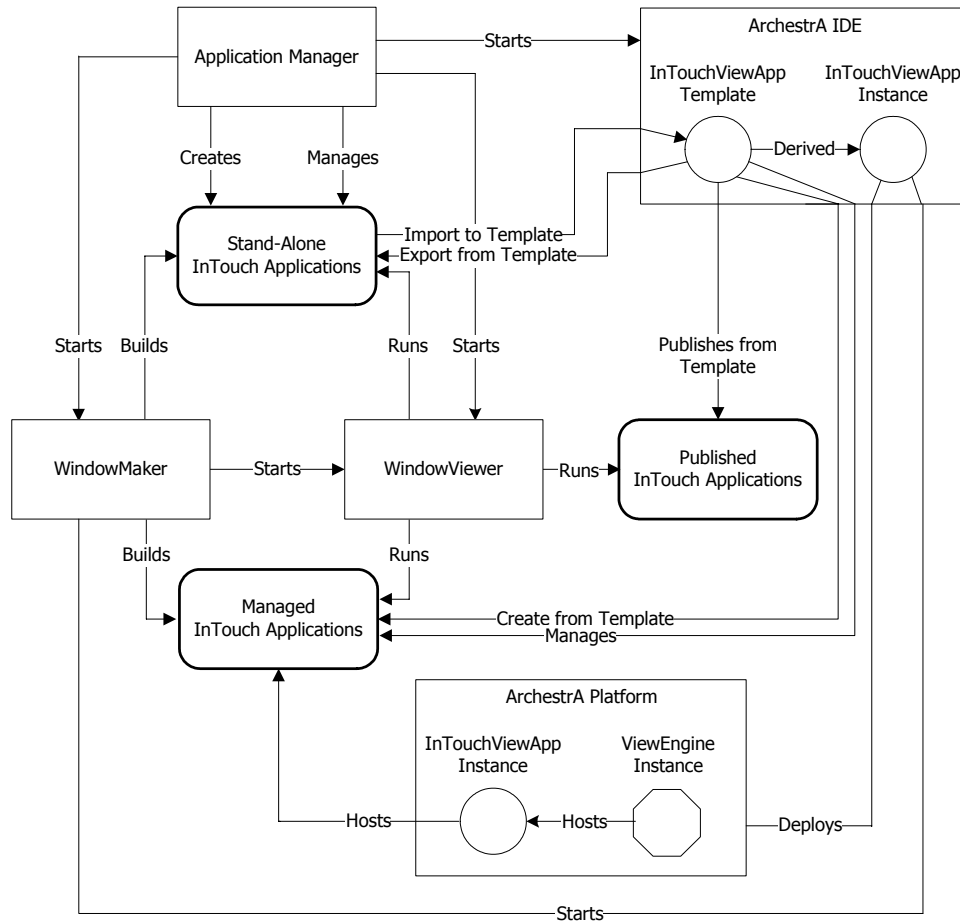 ArchestrA IDE
Application Manager
Starts
InTouchViewApp
Template
InTouchViewApp
Instance
Derived
Creates
Manages
Stand-Alone
InTouch Applications
Import to Template
Export from Template
Starts
Builds
Runs
Starts
Publishes from
Template
WindowMaker
Starts
WindowViewer
Runs
Published
InTouch Applications
Builds
Runs
Managed
InTouch Applications
Create from Template
Manages
ArchestrA Platform
InTouchViewApp
Instance
ViewEngine
Instance
Hosts
Hosts
Deploys
Starts